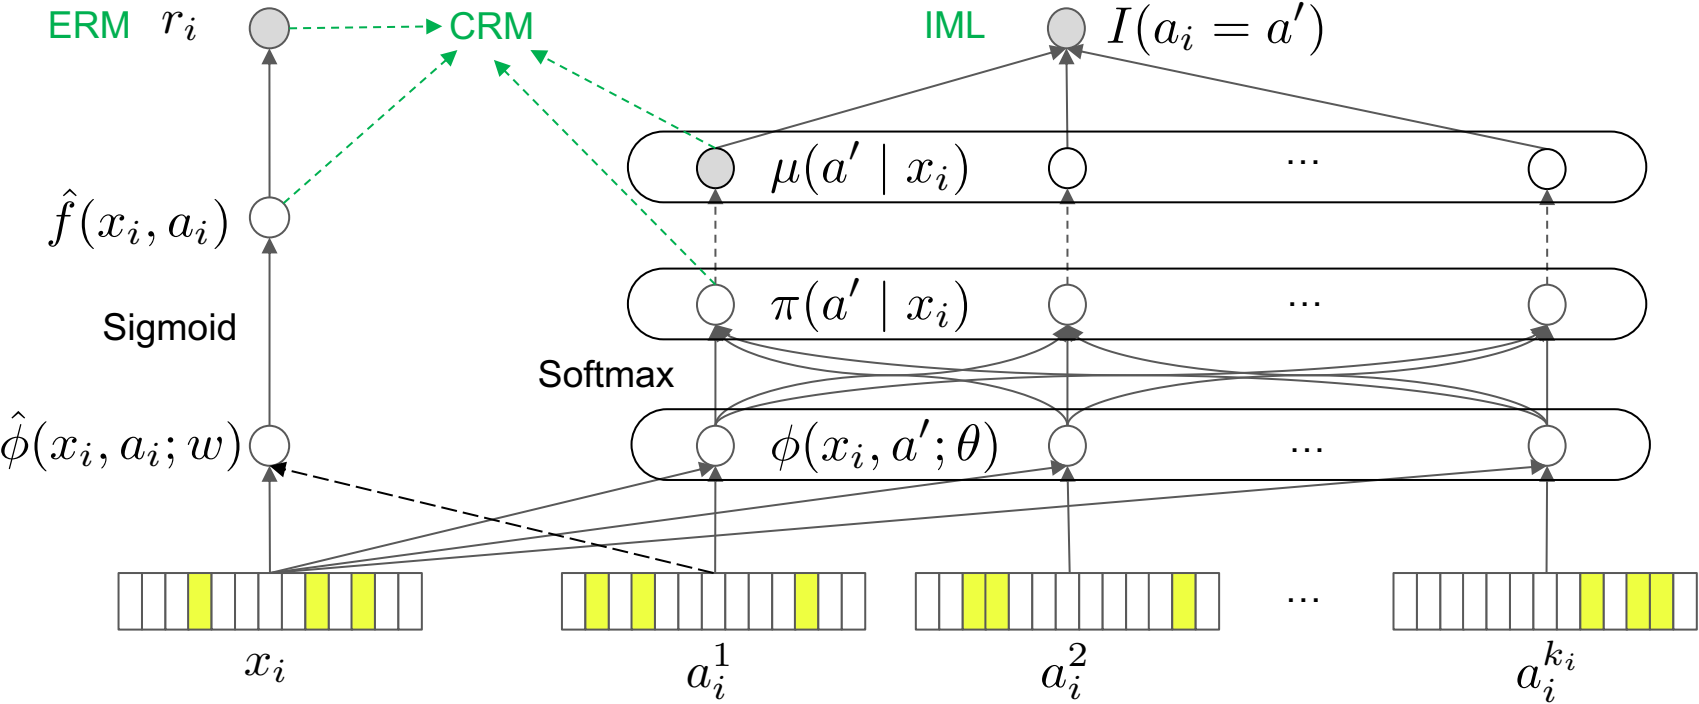 ERM r_i CRM IML I(a_i = a′)
μ(a′ | x_i) ...
f̂(x_i, a_i)
π(a′ | x_i) ...
Sigmoid
Softmax
φ̂(x_i, a_i; w) φ(x_i, a′; θ) ...
...
x_i a_i^1 a_i^2 a_i^{k_i}